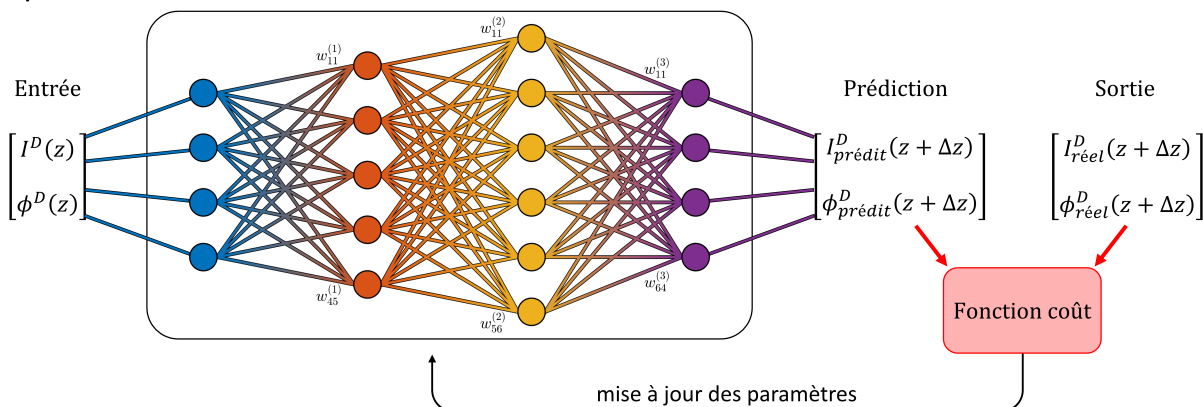 w_{11}^{(2)}
w_{11}^{(1)}
w_{11}^{(3)}
Entrée
Prédiction
Sortie
[I^D(z)
ϕ^D(z)]
[I^D_{prédit}(z + Δz)
ϕ^D_{prédit}(z + Δz)]
[I^D_{réel}(z + Δz)
ϕ^D_{réel}(z + Δz)]
w_{45}^{(1)}
w_{56}^{(2)}
w_{64}^{(3)}
Fonction coût
mise à jour des paramètres